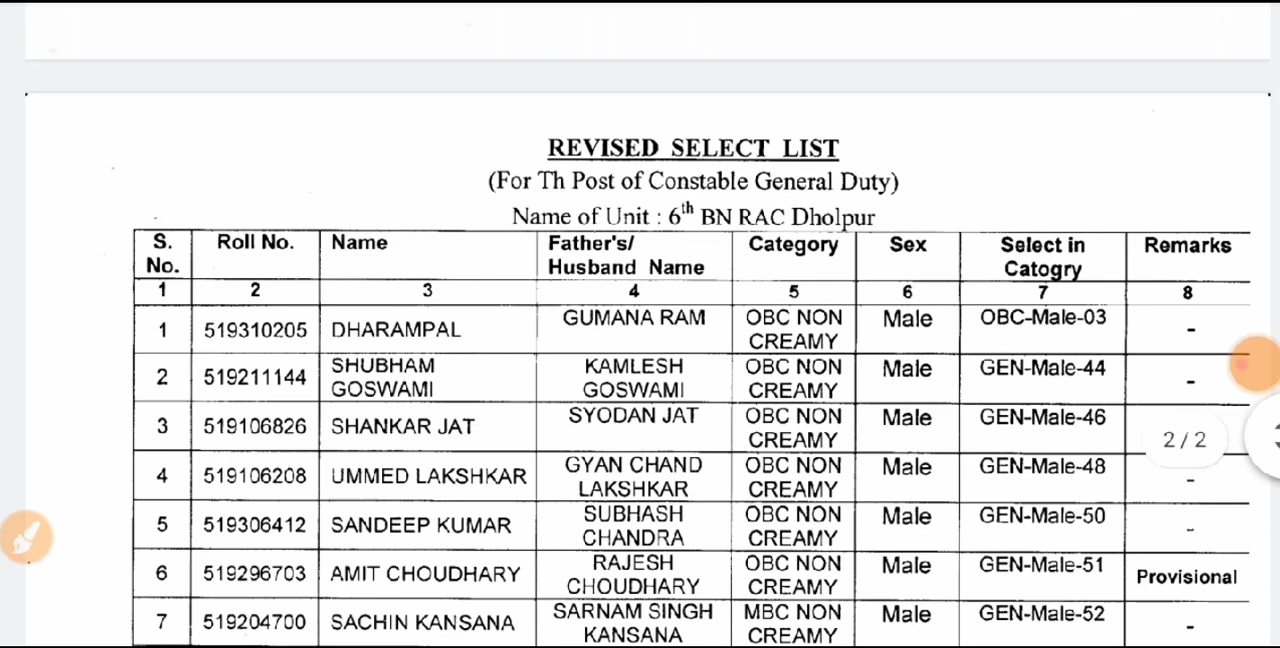 REVISED SELECT LIST
(For Th Post of Constable General Duty)
Name of Unit : 6th BN RAC Dholpur
S. No. Roll No. Name Father's/ Husband Name Category Sex Select in Catogry Remarks
1 2 3 4 5 6 7 8
1 519310205 DHARAMPAL GUMANA RAM OBC NON CREAMY Male OBC-Male-03 -
2 519211144 SHUBHAM GOSWAMI KAMLESH GOSWAMI OBC NON CREAMY Male GEN-Male-44 -
3 519106826 SHANKAR JAT SYODAN JAT OBC NON CREAMY Male GEN-Male-46
2 / 2
4 519106208 UMMED LAKSHKAR GYAN CHAND LAKSHKAR OBC NON CREAMY Male GEN-Male-48 -
5 519306412 SANDEEP KUMAR SUBHASH CHANDRA OBC NON CREAMY Male GEN-Male-50 -
6 519296703 AMIT CHOUDHARY RAJESH CHOUDHARY OBC NON CREAMY Male GEN-Male-51 Provisional
7 519204700 SACHIN KANSANA SARNAM SINGH KANSANA MBC NON CREAMY Male GEN-Male-52 -